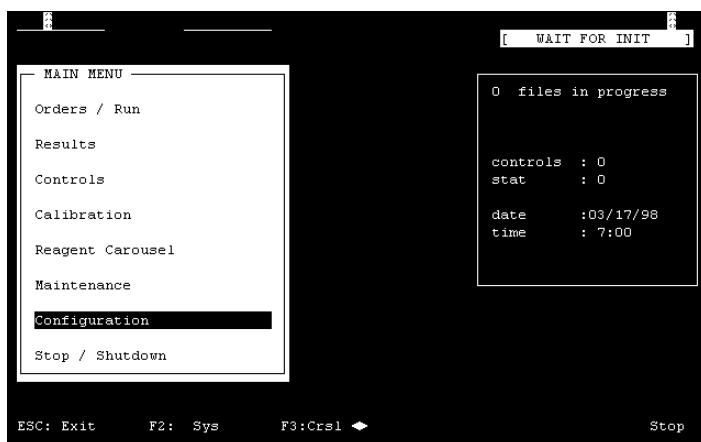 [ WAIT FOR INIT ]
MAIN MENU
Orders / Run
Results
Controls
Calibration
Reagent Carousel
Maintenance
Configuration
Stop / Shutdown
0 files in progress
controls : 0
stat : 0
date :03/17/98
time : 7:00
ESC: Exit F2: Sys F3:Crsl ◆ Stop